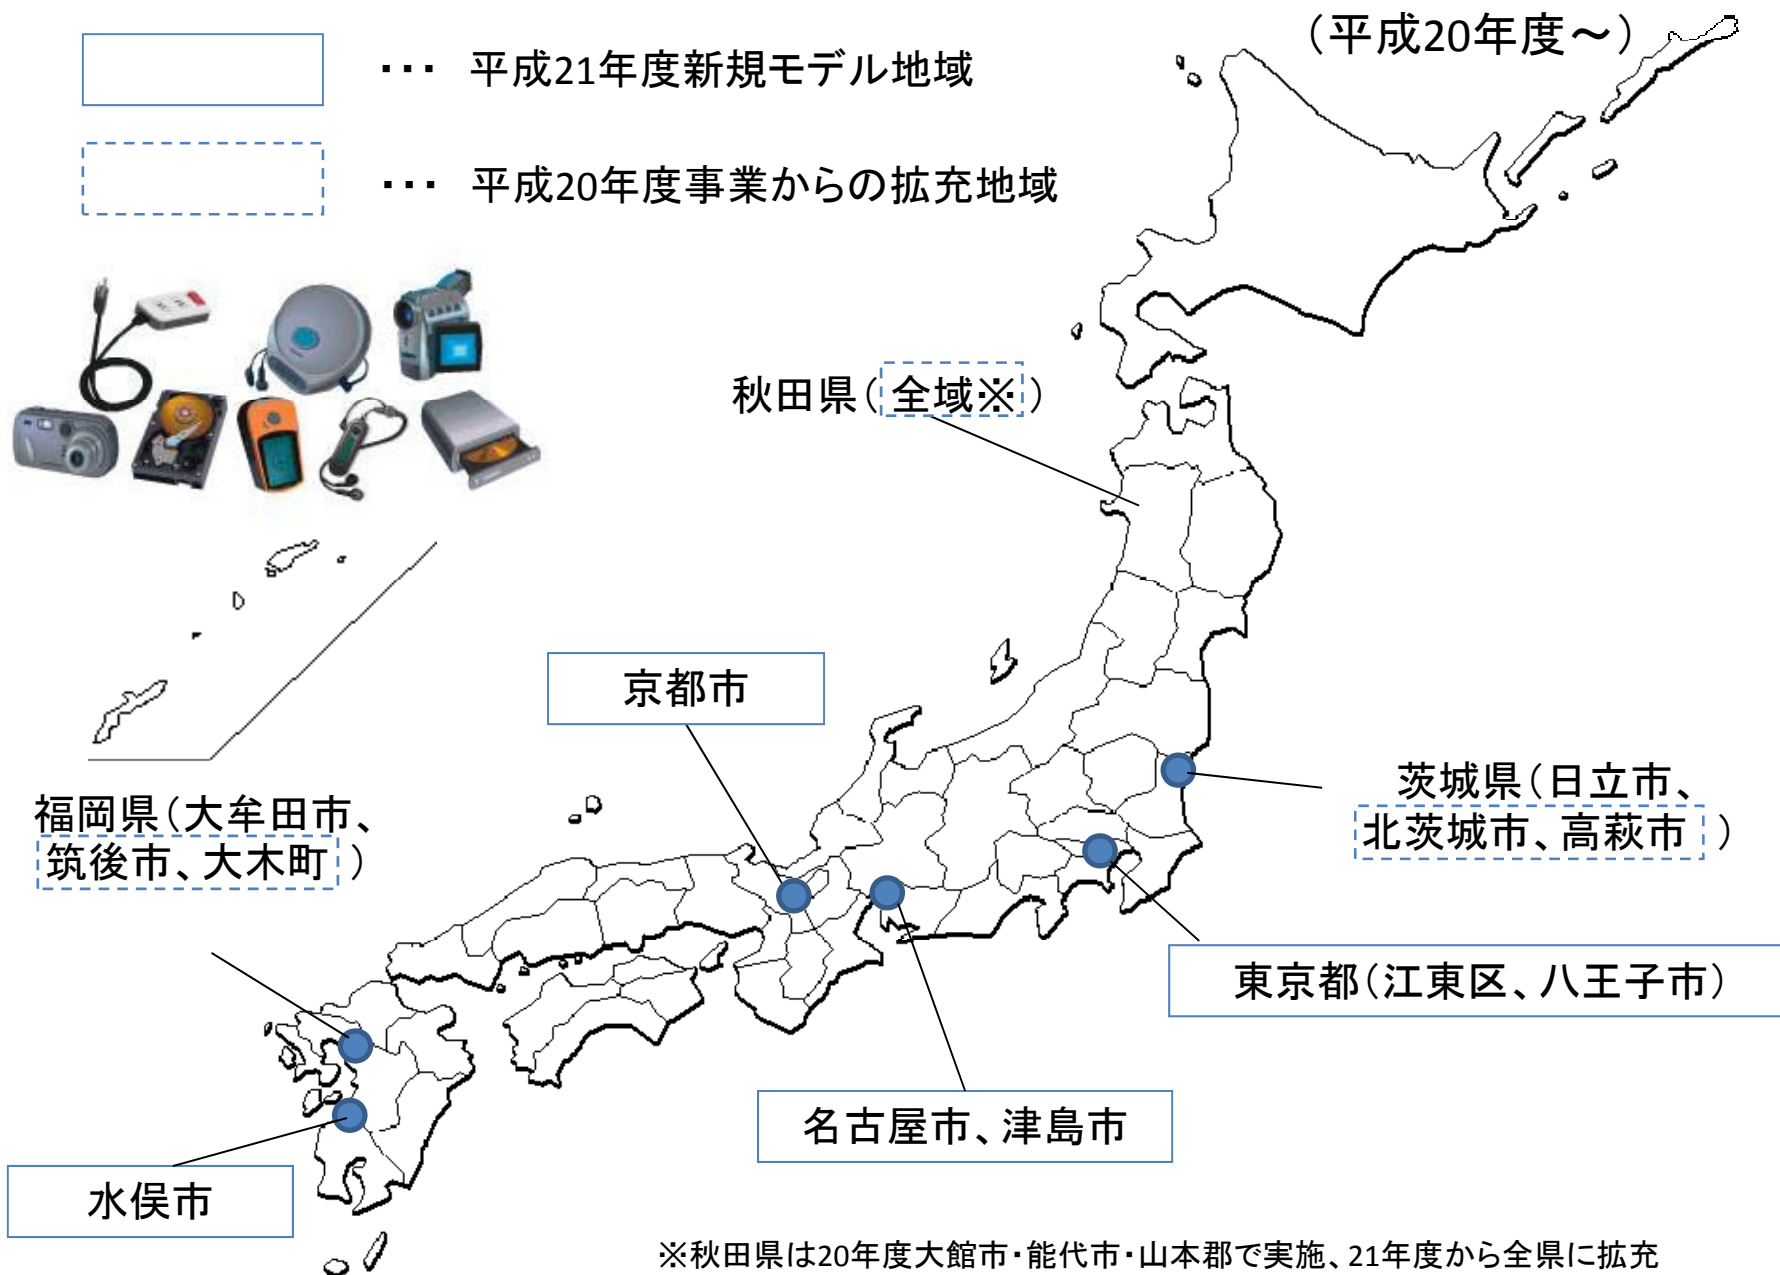 （平成20年度～）
･･･ 平成21年度新規モデル地域
･･･ 平成20年度事業からの拡充地域
秋田県（全域※）
京都市
福岡県（大牟田市、
筑後市、大木町）
茨城県（日立市、
北茨城市、高萩市）
東京都（江東区、八王子市）
名古屋市、津島市
水俣市
※秋田県は20年度大館市・能代市・山本郡で実施、21年度から全県に拡充